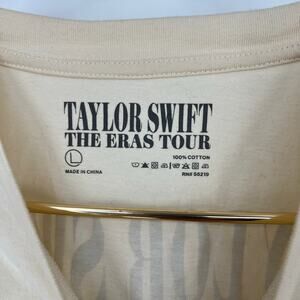 TAYLOR SWIFT
THE ERAS TOUR
L
100% COTTON
MADE IN CHINA
RN# 55219